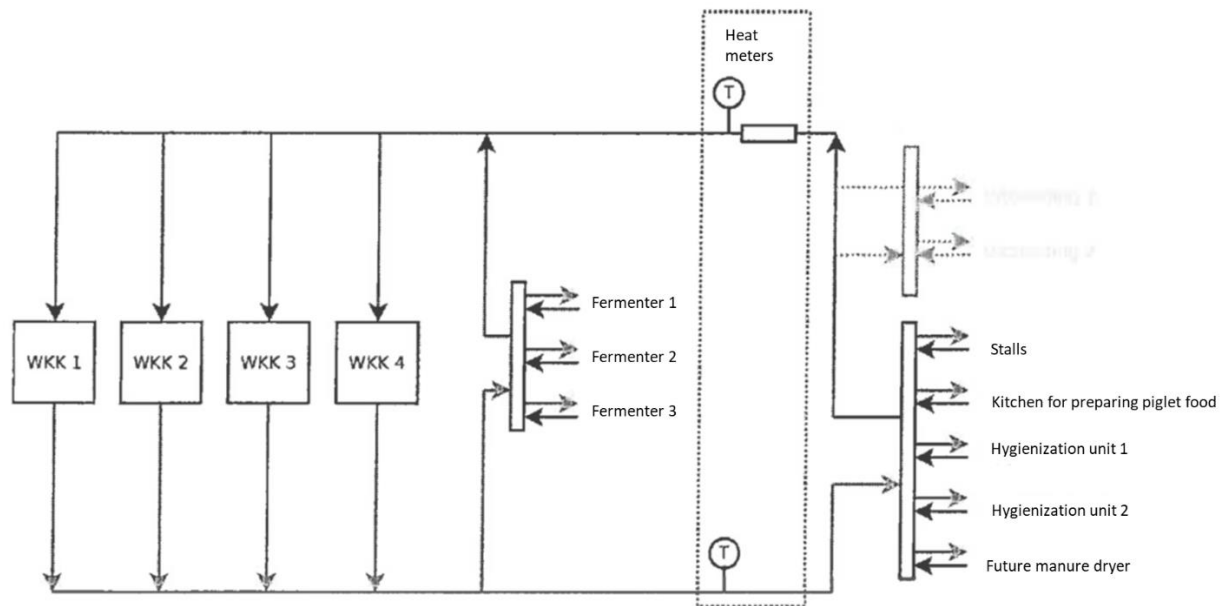 Heat
meters
T
WKK 1
WKK 2
WKK 3
WKK 4
Fermenter 1
Fermenter 2
Fermenter 3
Stalls
Kitchen for preparing piglet food
Hygienization unit 1
Hygienization unit 2
Future manure dryer
T